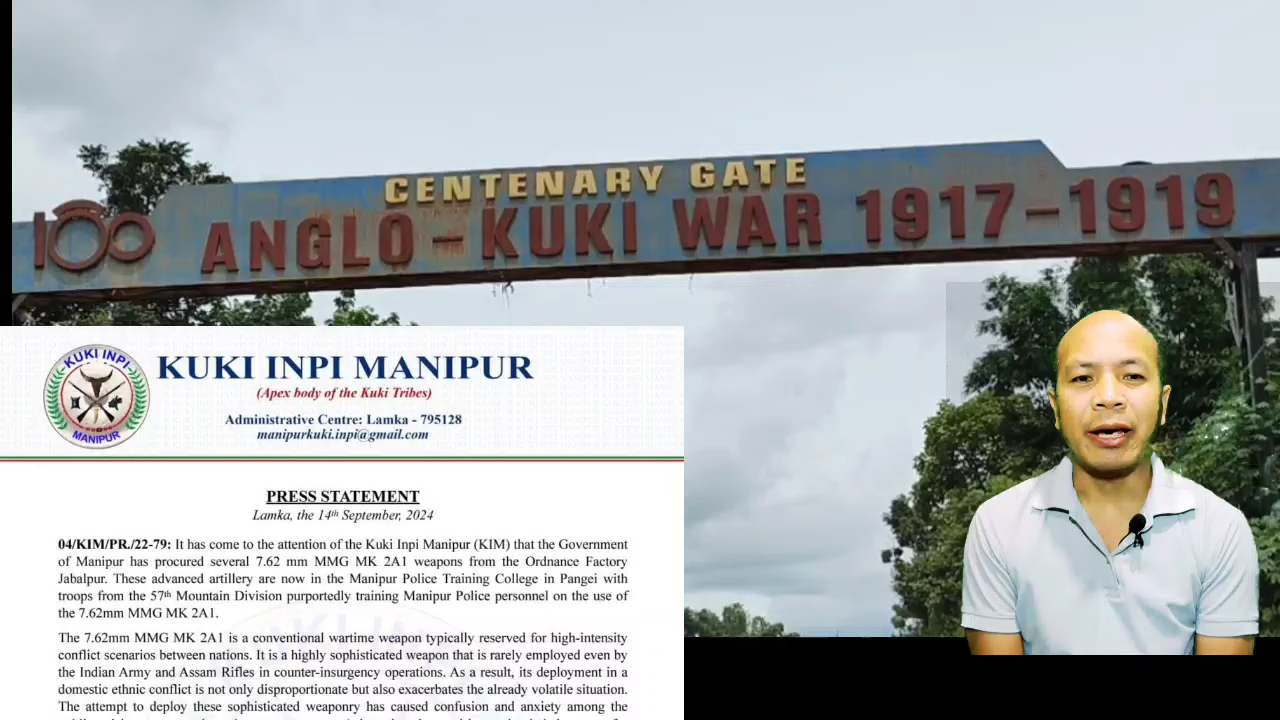 CENTENARY GATE
100 ANGLO - KUKI WAR 1917-1919
KUKI INPI
MANIPUR
KUKI INPI MANIPUR
(Apex body of the Kuki Tribes)
Administrative Centre: Lamka - 795128
manipurkuki.inpi@gmail.com
PRESS STATEMENT
Lamka, the 14th September, 2024
04/KIM/PR./22-79: It has come to the attention of the Kuki Inpi Manipur (KIM) that the Government
of Manipur has procured several 7.62 mm MMG MK 2A1 weapons from the Ordnance Factory
Jabalpur. These advanced artillery are now in the Manipur Police Training College in Pangei with
troops from the 57th Mountain Division purportedly training Manipur Police personnel on the use of
the 7.62mm MMG MK 2A1.
The 7.62mm MMG MK 2A1 is a conventional wartime weapon typically reserved for high-intensity
conflict scenarios between nations. It is a highly sophisticated weapon that is rarely employed even by
the Indian Army and Assam Rifles in counter-insurgency operations. As a result, its deployment in a
domestic ethnic conflict is not only disproportionate but also exacerbates the already volatile situation.
The attempt to deploy these sophisticated weaponry has caused confusion and anxiety among the